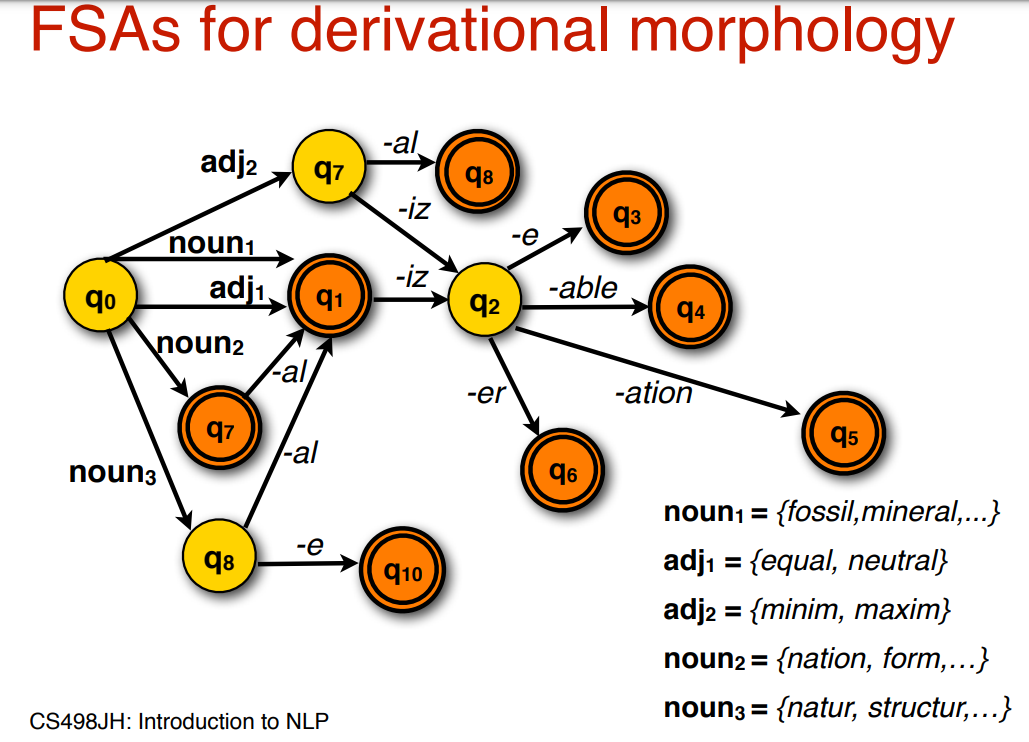 FSAs for derivational morphology
adj2
q7
-al
q8
-iz
noun1
-e
q3
q0
adj1
q1
-iz
q2
-able
q4
noun2
-al
q7
-er
-ation
q5
noun3
-al
q6
q8
-e
q10
noun1 = {fossil,mineral,...}
adj1 = {equal, neutral}
adj2 = {minim, maxim}
noun2 = {nation, form,…}
noun3 = {natur, structur,…}
CS498JH: Introduction to NLP